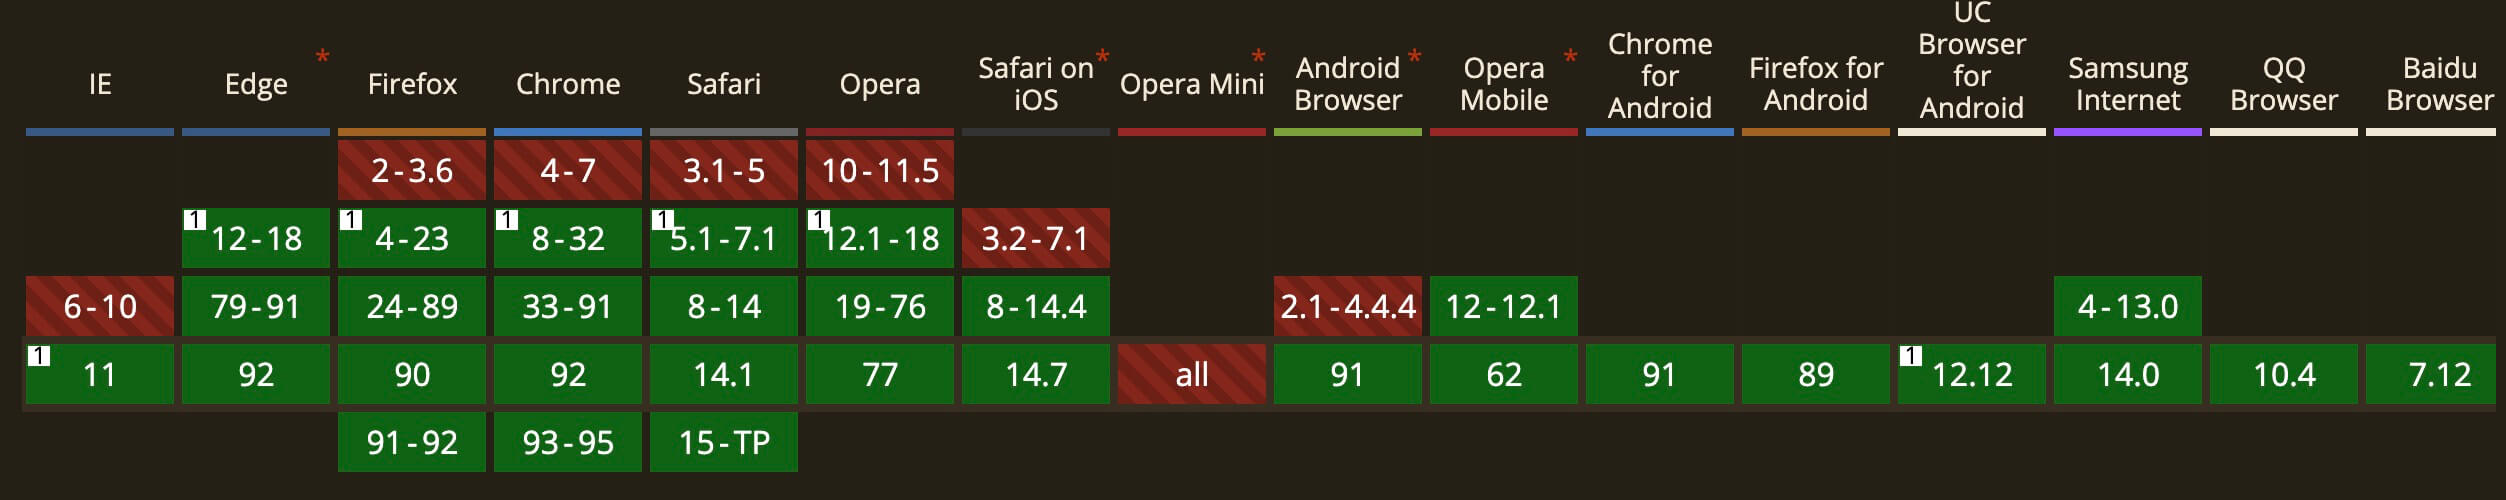 IE
Edge *
Firefox
Chrome
Safari
Opera
Safari on *
iOS
Opera Mini *
Android *
Browser
Opera *
Mobile
Chrome
for
Android
Firefox for
Android
UC
Browser
for
Android
Samsung
Internet
QQ
Browser
Baidu
Browser
2-3.6 4-7 3.1-5 10-11.5
1 12-18 1 4-23 1 8-32 1 5.1-7.1 1 12.1-18 3.2-7.1
6-10 79-91 24-89 33-91 8-14 19-76 8-14.4 2.1-4.4.4 12-12.1 4-13.0
1 11 92 90 92 14.1 77 14.7 all 91 62 91 89 1 12.12 14.0 10.4 7.12
91-92 93-95 15-TP